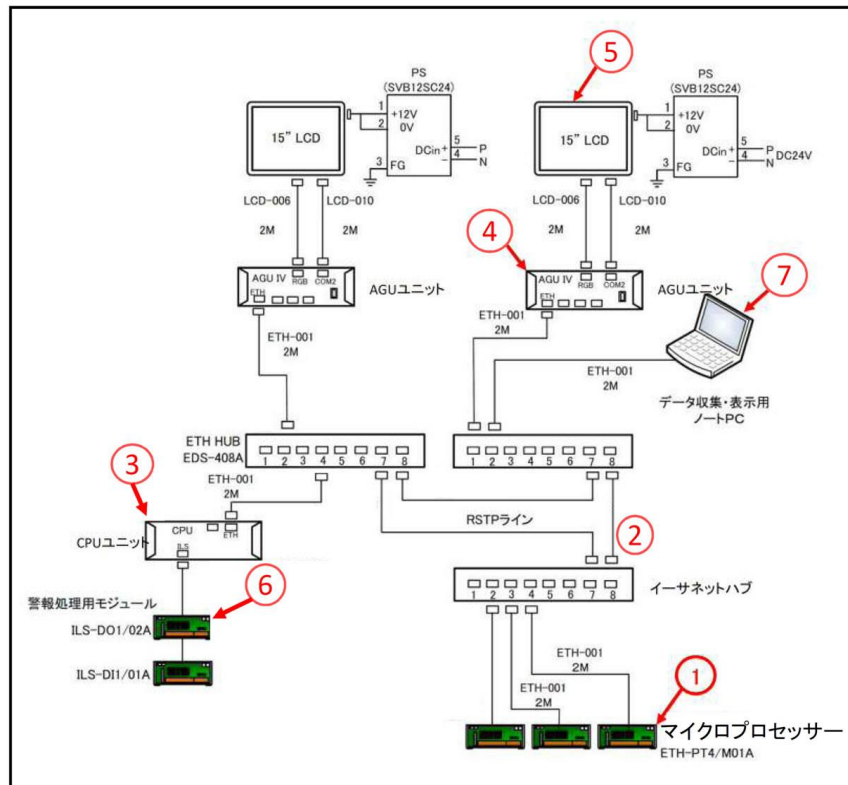 PS
(SVB12SC24)
1
+12V
2
0V
15” LCD
DCin
+
5
P
−
4
N
3
FG
LCD-006
LCD-010
2M
2M
AGU IV
RGB
COM2
ETH
AGUユニット
ETH-001
2M
⑤
PS
(SVB12SC24)
1
+12V
2
0V
15” LCD
DCin
+
5
P
DC24V
−
4
N
3
FG
LCD-006
LCD-010
2M
2M
④
AGU IV
RGB
COM2
ETH
AGUユニット
⑦
ETH-001
2M
ETH-001
2M
データ収集・表示用
ノートPC
ETH HUB
EDS-408A
1 2 3 4 5 6 7 8
1 2 3 4 5 6 7 8
ETH-001
2M
③
CPU
ETH
ILS
CPUユニット
RSTPライン
②
1 2 3 4 5 6 7 8
イーサネットハブ
警報処理用モジュール
⑥
ILS-DO1/02A
ILS-DI1/01A
ETH-001
2M
ETH-001
2M
①
マイクロプロセッサー
ETH-PT4/M01A